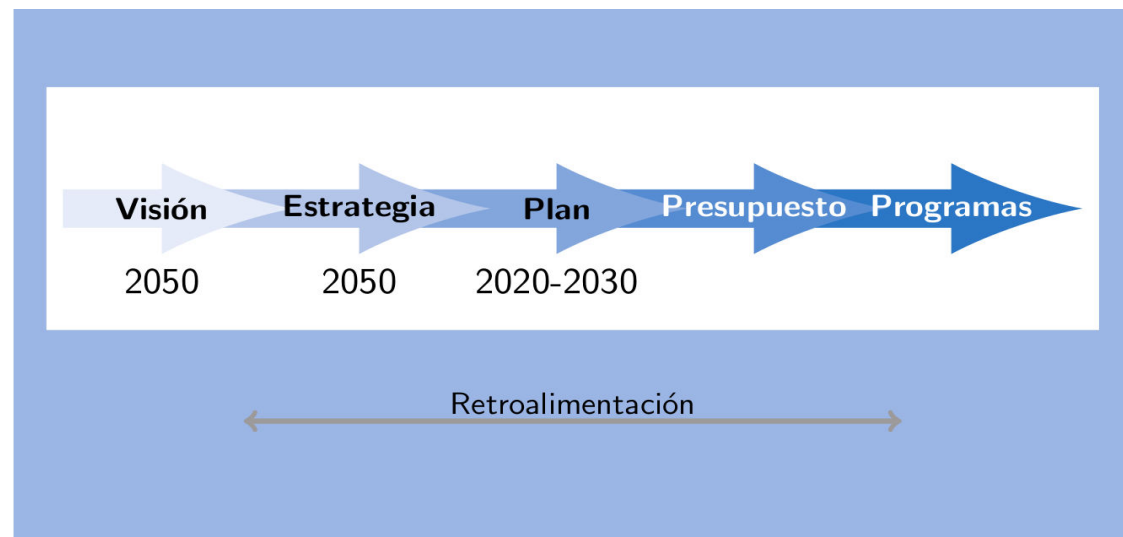 Visión Estrategia Plan Presupuesto Programas
2050 2050 2020-2030
Retroalimentación